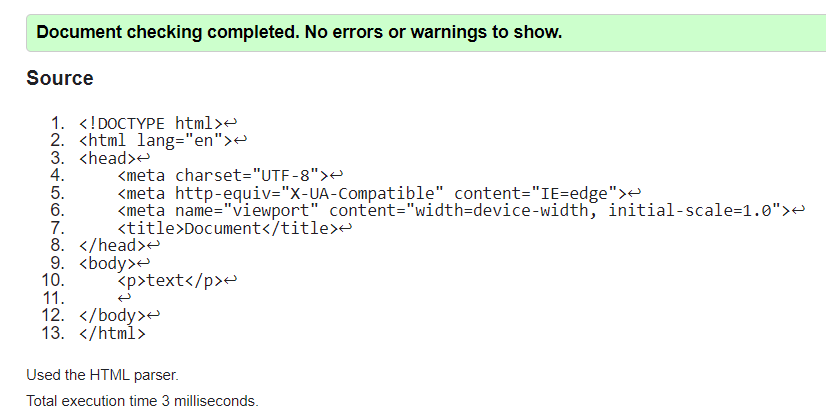 Document checking completed. No errors or warnings to show.
Source
1. <!DOCTYPE html>↩
2. <html lang="en">↩
3. <head>↩
4.     <meta charset="UTF-8">↩
5.     <meta http-equiv="X-UA-Compatible" content="IE=edge">↩
6.     <meta name="viewport" content="width=device-width, initial-scale=1.0">↩
7.     <title>Document</title>↩
8. </head>↩
9. <body>↩
10.     <p>text</p>↩
11.     ↩
12. </body>↩
13. </html>
Used the HTML parser.
Total execution time 3 milliseconds.